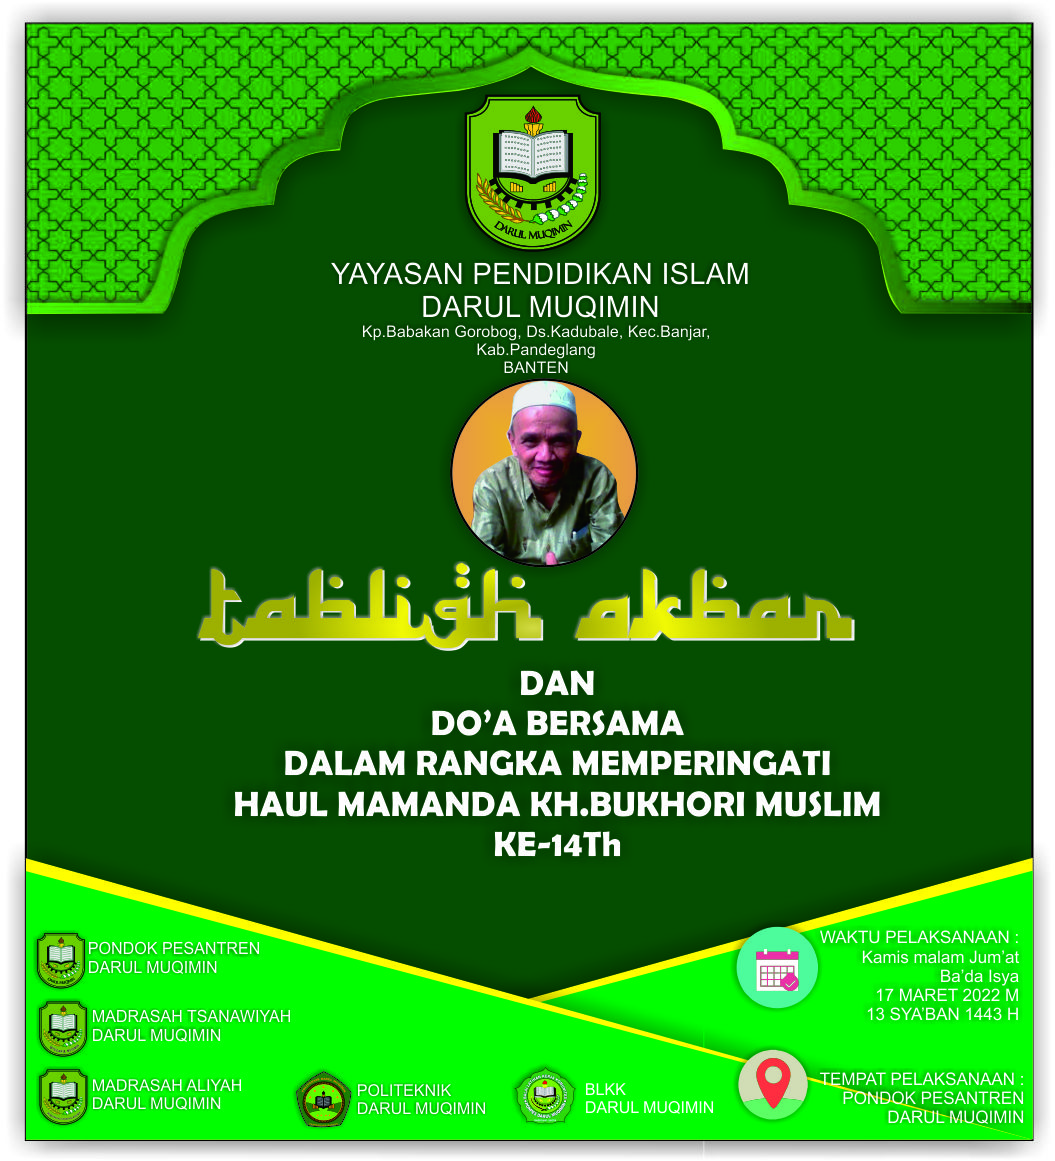 DARUL MUQIMIN
YAYASAN PENDIDIKAN ISLAM
DARUL MUQIMIN
Kp.Babakan Gorobog, Ds.Kadubale, Kec.Banjar,
Kab.Pandeglang
BANTEN
tabligh akbar
DAN
DO’A BERSAMA
DALAM RANGKA MEMPERINGATI
HAUL MAMANDA KH.BUKHORI MUSLIM
KE-14Th
PONDOK PESANTREN
DARUL MUQIMIN
MADRASAH TSANAWIYAH
DARUL MUQIMIN
MADRASAH ALIYAH
DARUL MUQIMIN
POLITEKNIK
DARUL MUQIMIN
BLKK
DARUL MUQIMIN
WAKTU PELAKSANAAN :
Kamis malam Jum’at
Ba’da Isya
17 MARET 2022 M
13 SYA’BAN 1443 H
TEMPAT PELAKSANAAN :
PONDOK PESANTREN
DARUL MUQIMIN